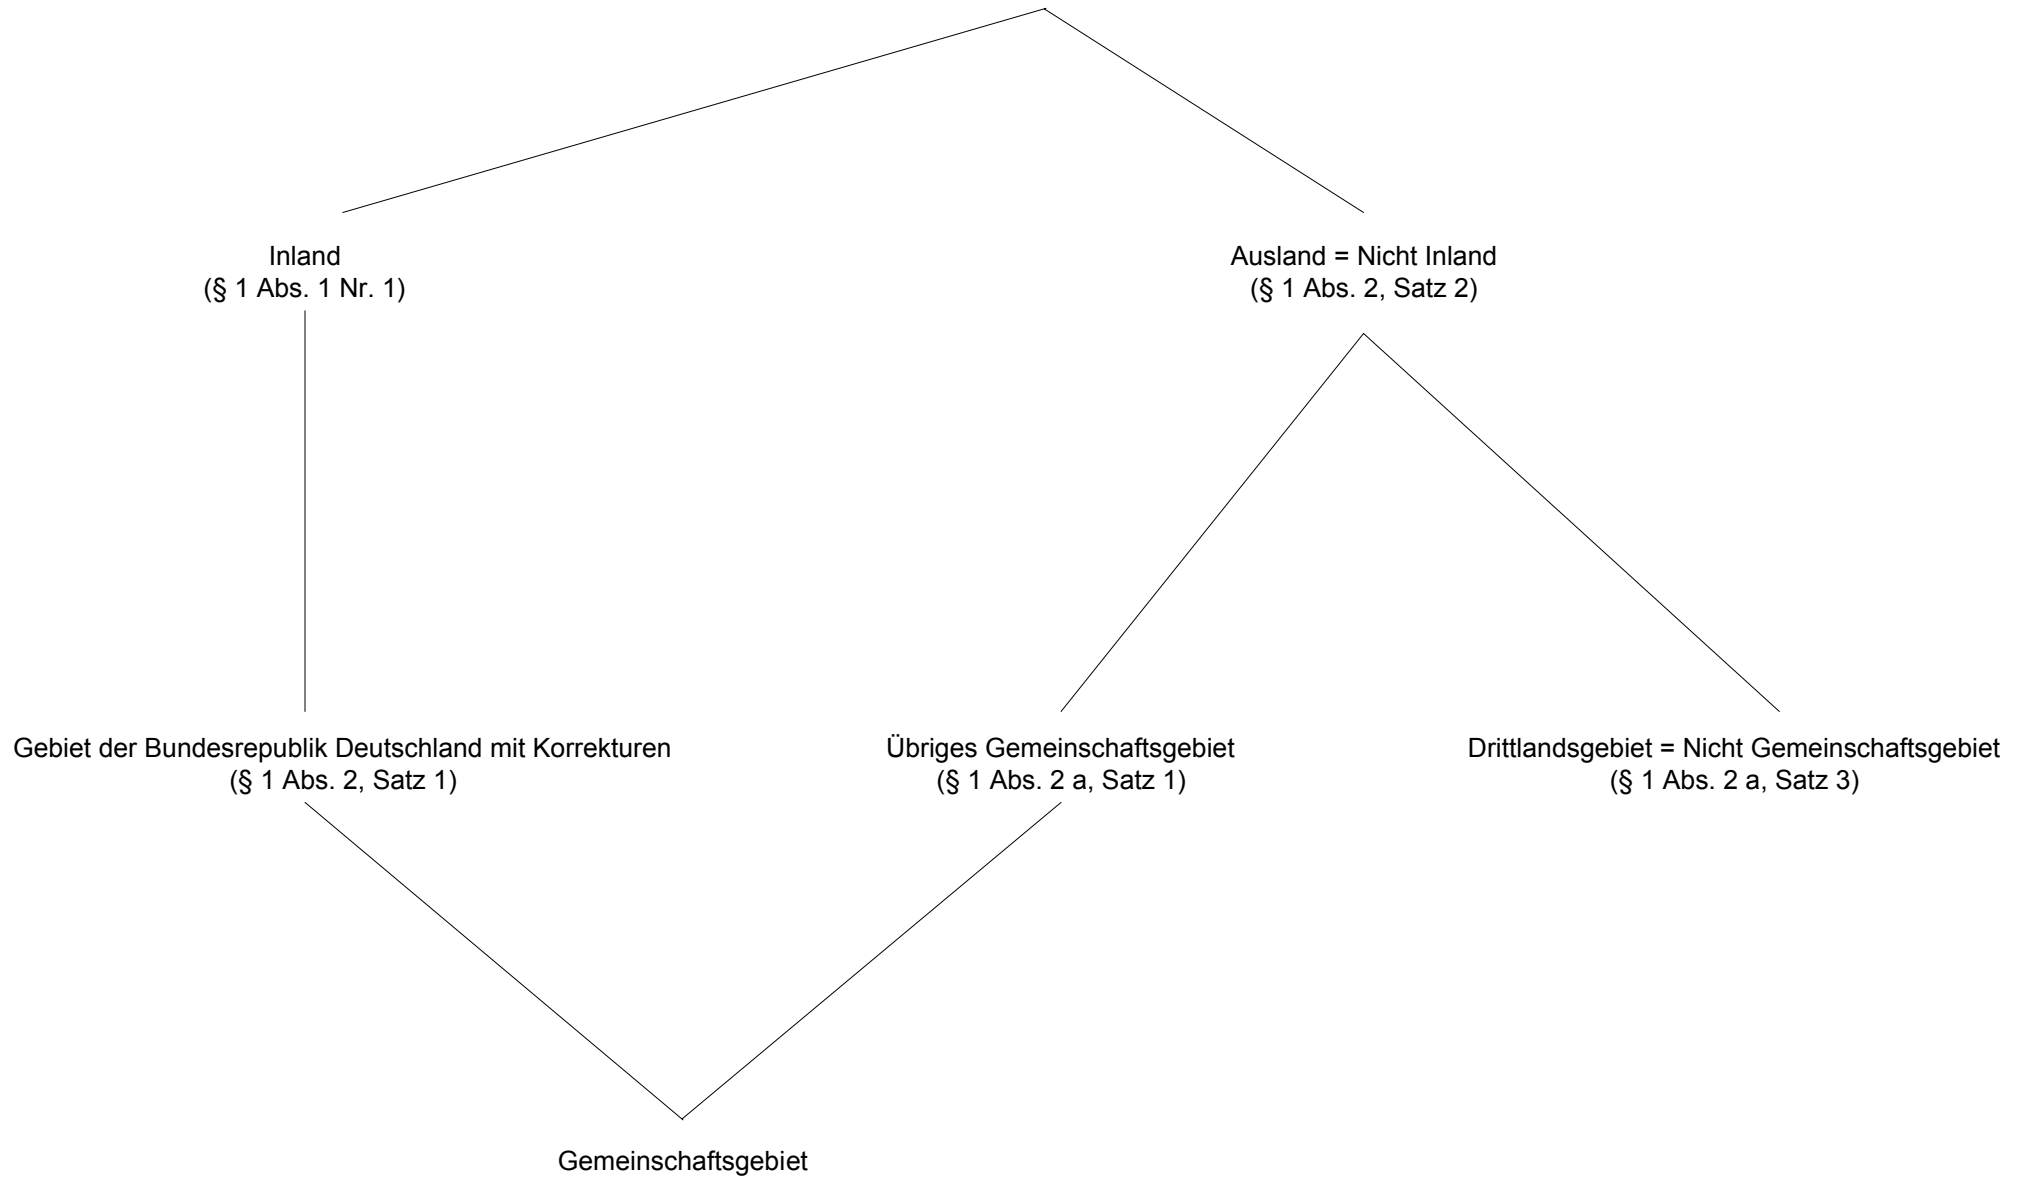 Inland
(§ 1 Abs. 1 Nr. 1)
Ausland = Nicht Inland
(§ 1 Abs. 2, Satz 2)
Gebiet der Bundesrepublik Deutschland mit Korrekturen
(§ 1 Abs. 2, Satz 1)
Übriges Gemeinschaftsgebiet
(§ 1 Abs. 2 a, Satz 1)
Drittlandsgebiet = Nicht Gemeinschaftsgebiet
(§ 1 Abs. 2 a, Satz 3)
Gemeinschaftsgebiet